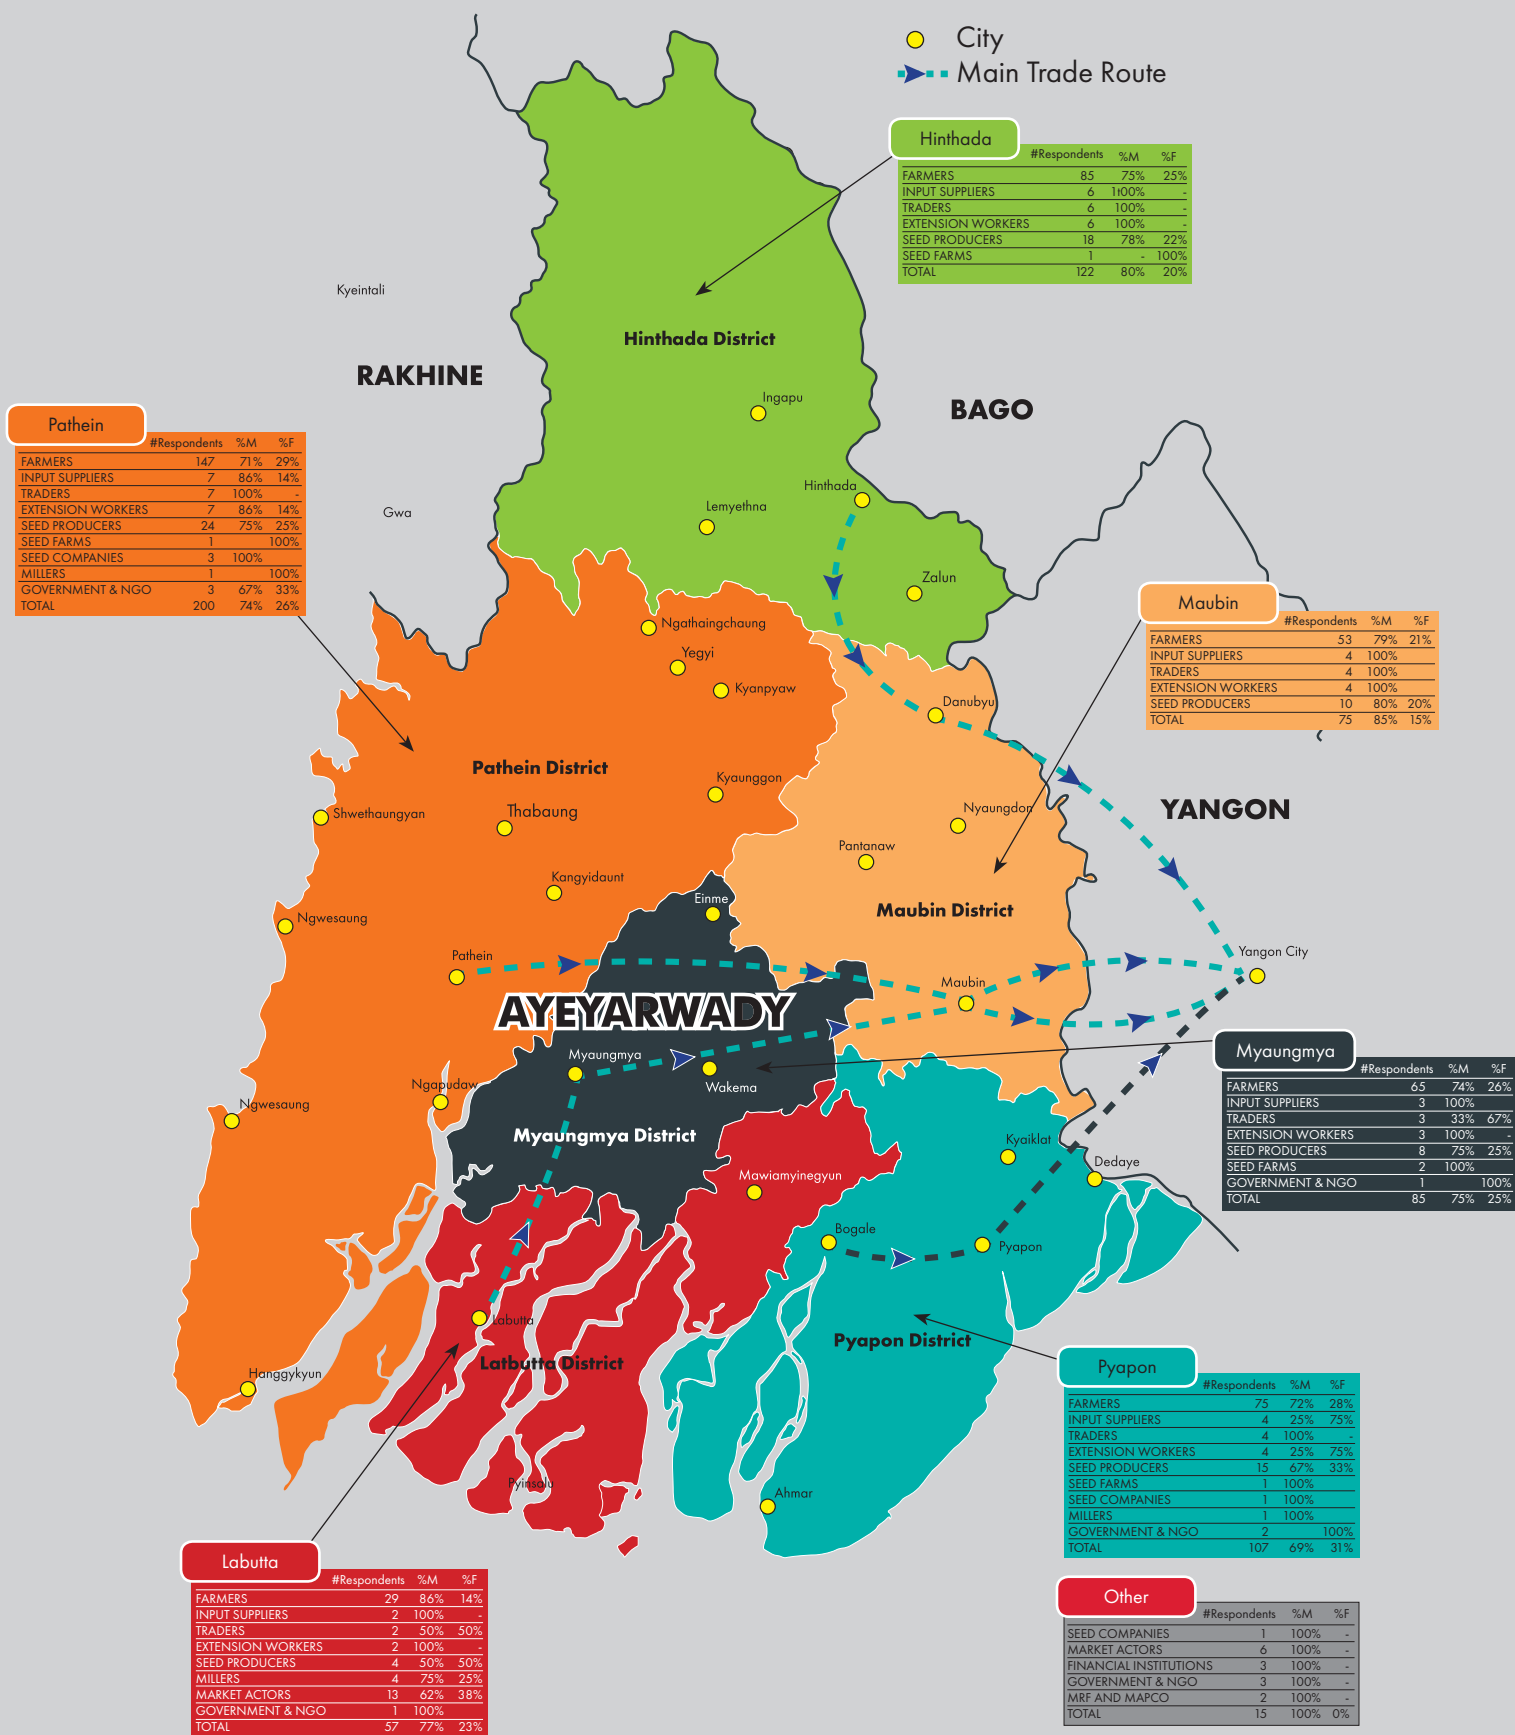 City
Main Trade Route
Hinthada
#Respondents %M %F
FARMERS 85 75% 25%
INPUT SUPPLIERS 6 1t00% -
TRADERS 6 100% -
EXTENSION WORKERS 6 100% -
SEED PRODUCERS 18 78% 22%
SEED FARMS 1 - 100%
TOTAL 122 80% 20%
Kyeintali
Hinthada District
RAKHINE
Ingapu
BAGO
Pathein
#Respondents %M %F
FARMERS 147 71% 29%
INPUT SUPPLIERS 7 86% 14%
TRADERS 7 100% -
EXTENSION WORKERS 7 86% 14%
SEED PRODUCERS 24 75% 25%
SEED FARMS 1 100%
SEED COMPANIES 3 100%
MILLERS 1 100%
GOVERNMENT & NGO 3 67% 33%
TOTAL 200 74% 26%
Hinthada
Lemyethna
Gwa
Zalun
Maubin
#Respondents %M %F
FARMERS 53 79% 21%
INPUT SUPPLIERS 4 100%
TRADERS 4 100%
EXTENSION WORKERS 4 100%
SEED PRODUCERS 10 80% 20%
TOTAL 75 85% 15%
Ngathaingchaung
Yegyi
Kyanpyaw
Danubyu
Pathein District
Kyaunggon
Shwethaungyan
Thabaung
Nyaungdon
YANGON
Pantanaw
Kangyidaunt
Einme
Maubin District
Ngwesaung
Pathein
Yangon City
Maubin
AYEYARWADY
Myaungmya
Wakema
Myaungmya
#Respondents %M %F
FARMERS 65 74% 26%
INPUT SUPPLIERS 3 100%
TRADERS 3 33% 67%
EXTENSION WORKERS 3 100% -
SEED PRODUCERS 8 75% 25%
SEED FARMS 2 100%
GOVERNMENT & NGO 1 100%
TOTAL 85 75% 25%
Ngapudaw
Ngwesaung
Myaungmya District
Kyaiklat
Dedaye
Mawiamyinegyun
Bogale
Pyapon
Labutta
Latbutta District
Pyapon District
Hanggykyun
Pyapon
#Respondents %M %F
FARMERS 75 72% 28%
INPUT SUPPLIERS 4 25% 75%
TRADERS 4 100% -
EXTENSION WORKERS 4 25% 75%
SEED PRODUCERS 15 67% 33%
SEED FARMS 1 100%
SEED COMPANIES 1 100%
MILLERS 1 100%
GOVERNMENT & NGO 2 100%
TOTAL 107 69% 31%
Pyinsalu
Ahmar
Labutta
#Respondents %M %F
FARMERS 29 86% 14%
INPUT SUPPLIERS 2 100% -
TRADERS 2 50% 50%
EXTENSION WORKERS 2 100% -
SEED PRODUCERS 4 50% 50%
MILLERS 4 75% 25%
MARKET ACTORS 13 62% 38%
GOVERNMENT & NGO 1 100%
TOTAL 57 77% 23%
Other
#Respondents %M %F
SEED COMPANIES 1 100% -
MARKET ACTORS 6 100% -
FINANCIAL INSTITUTIONS 3 100% -
GOVERNMENT & NGO 3 100% -
MRF AND MAPCO 2 100% -
TOTAL 15 100% 0%